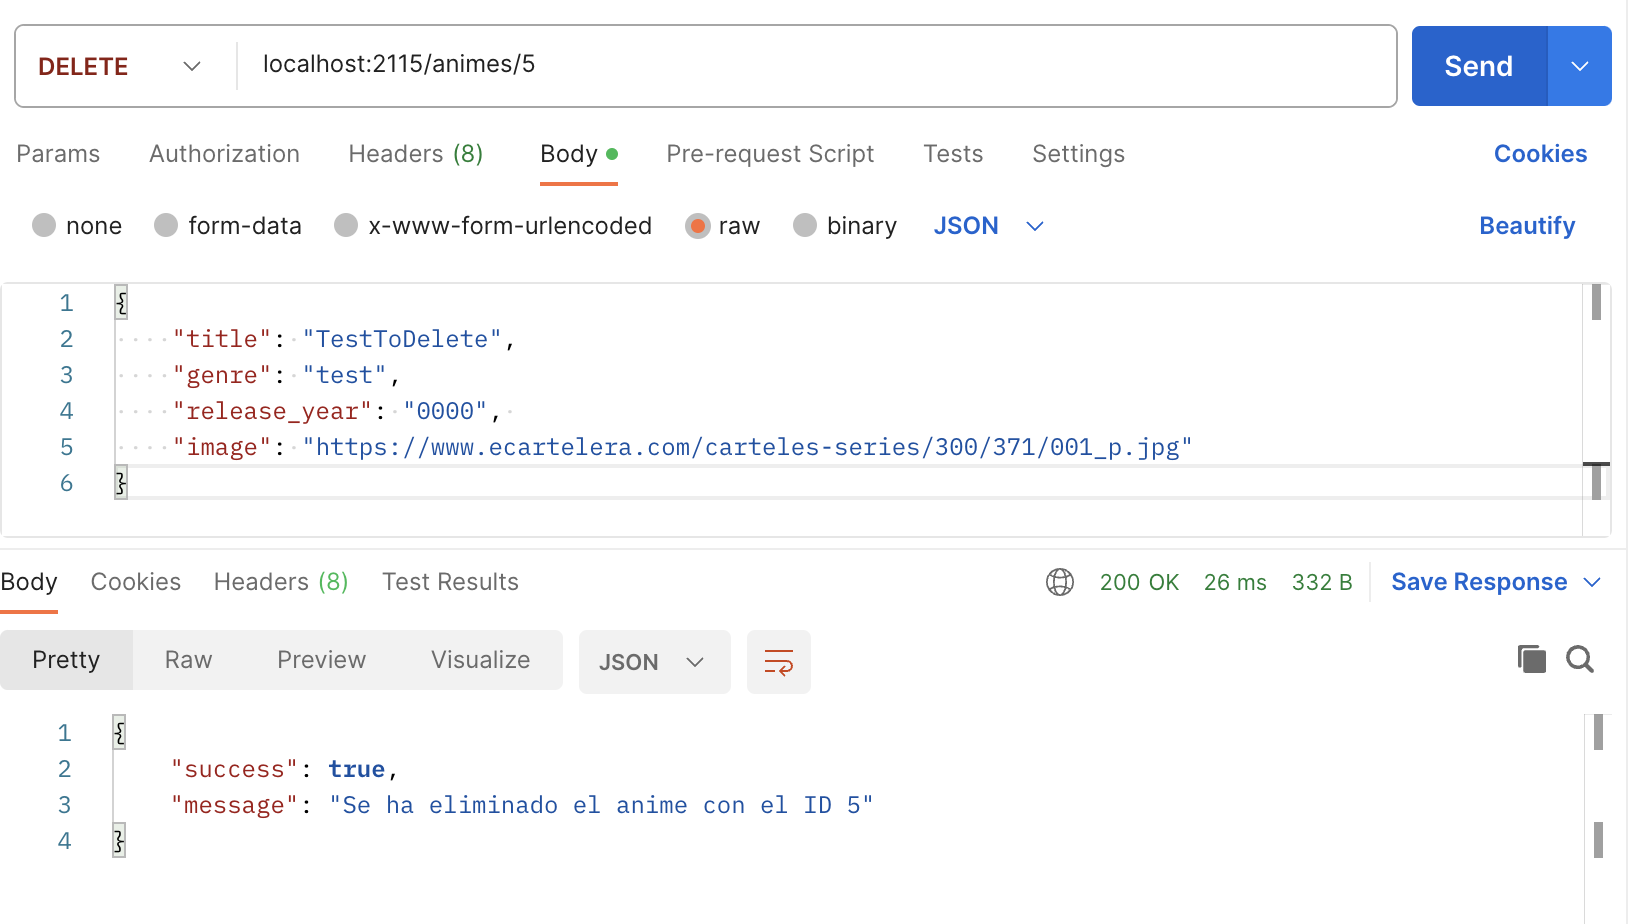 DELETE localhost:2115/animes/5 Send
Params Authorization Headers (8) Body Pre-request Script Tests Settings Cookies
none form-data x-www-form-urlencoded raw binary JSON Beautify
1 {
2 "title": "TestToDelete",
3 "genre": "test",
4 "release_year": "0000",
5 "image": "https://www.ecartelera.com/carteles-series/300/371/001_p.jpg"
6 }
Body Cookies Headers (8) Test Results 200 OK 26 ms 332 B Save Response
Pretty Raw Preview Visualize JSON
1 {
2 "success": true,
3 "message": "Se ha eliminado el anime con el ID 5"
4 }